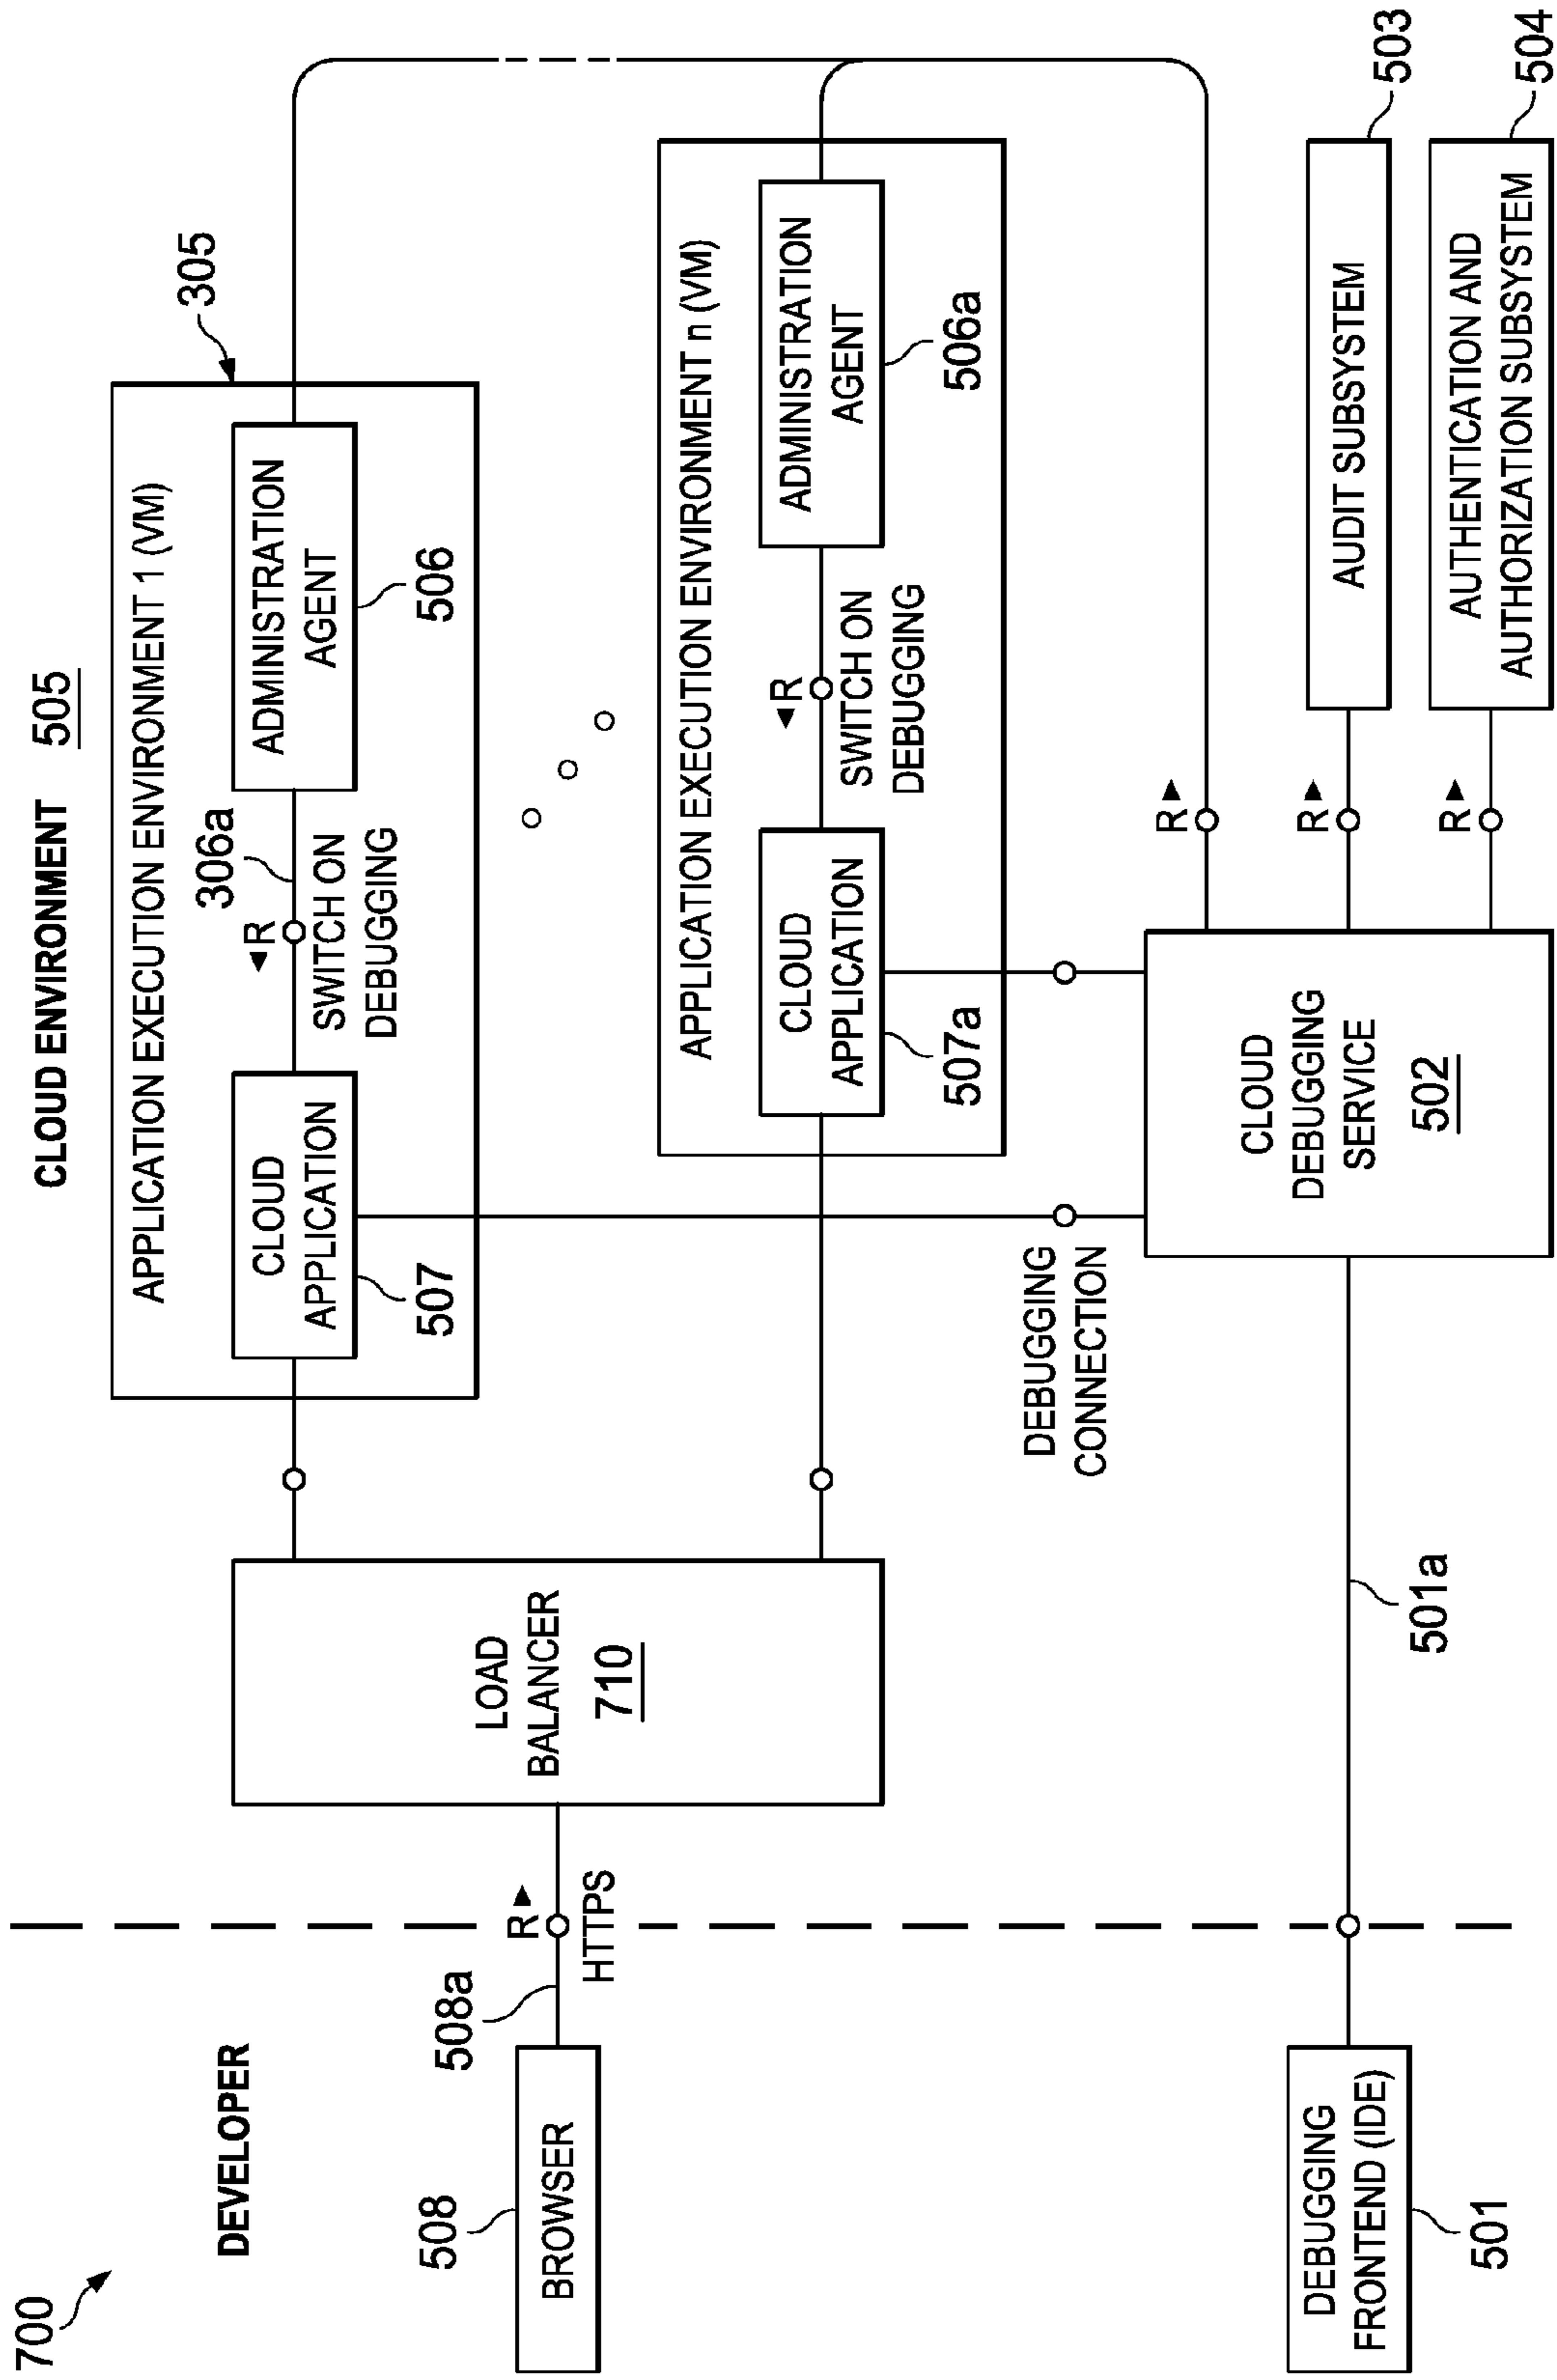 700
DEVELOPER
CLOUD ENVIRONMENT 505
305
APPLICATION EXECUTION ENVIRONMENT 1 (VM)
CLOUD
APPLICATION
507
◄R
306a
SWITCH ON
DEBUGGING
ADMINISTRATION
AGENT
506
508
BROWSER
508a
R►
HTTPS
LOAD
BALANCER
710
APPLICATION EXECUTION ENVIRONMENT n (VM)
CLOUD
APPLICATION
507a
◄R
SWITCH ON
DEBUGGING
ADMINISTRATION
AGENT
506a
DEBUGGING
CONNECTION
DEBUGGING
FRONTEND (IDE)
501
501a
CLOUD
DEBUGGING
SERVICE
502
R►
R►
R►
AUDIT SUBSYSTEM
503
AUTHENTICATION AND
AUTHORIZATION SUBSYSTEM
504